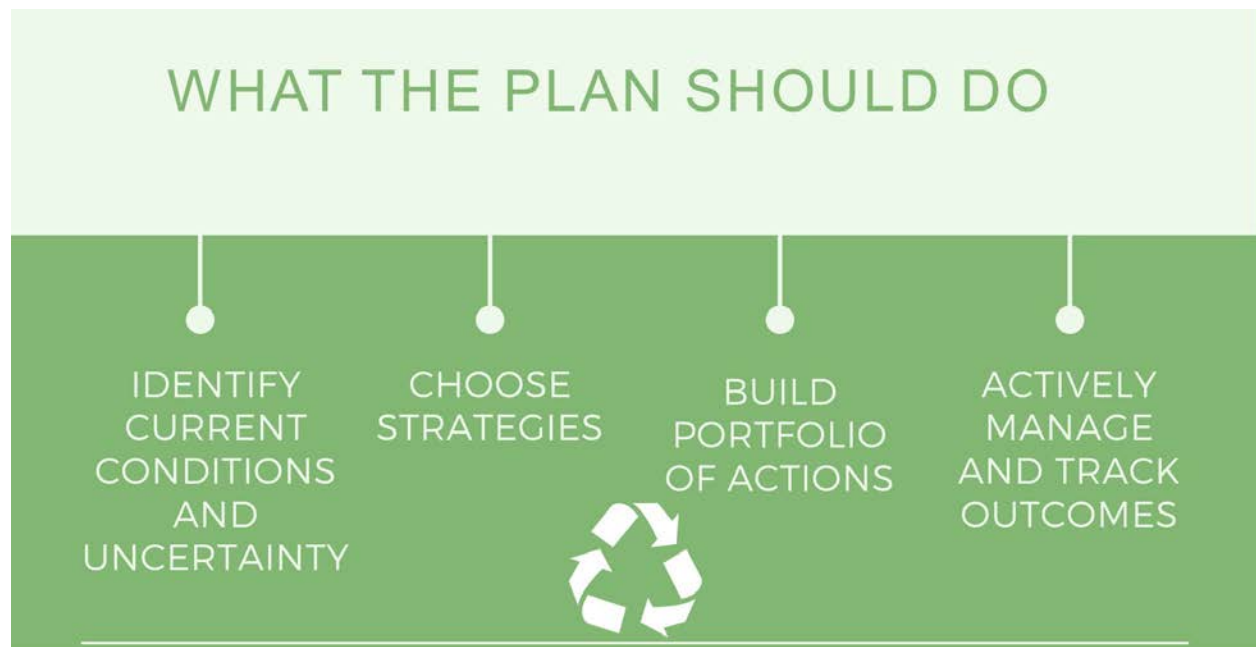 WHAT THE PLAN SHOULD DO
IDENTIFY
CURRENT
CONDITIONS
AND
UNCERTAINTY
CHOOSE
STRATEGIES
BUILD
PORTFOLIO
OF ACTIONS
ACTIVELY
MANAGE
AND TRACK
OUTCOMES